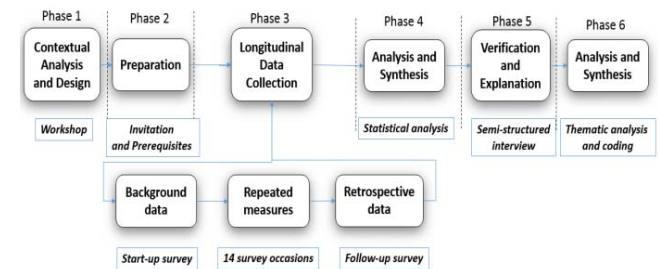 Phase 1
Phase 2
Phase 3
Phase 4
Phase 5
Phase 6
Contextual
Analysis
and Design
Preparation
Longitudinal
Data
Collection
Analysis and
Synthesis
Verification
and
Explanation
Analysis and
Synthesis
Workshop
Invitation
and Prerequisites
Statistical analysis
Semi-structured
interview
Thematic analysis
and coding
Background
data
Repeated
measures
Retrospective
data
Start-up survey
14 survey occasions
Follow-up survey